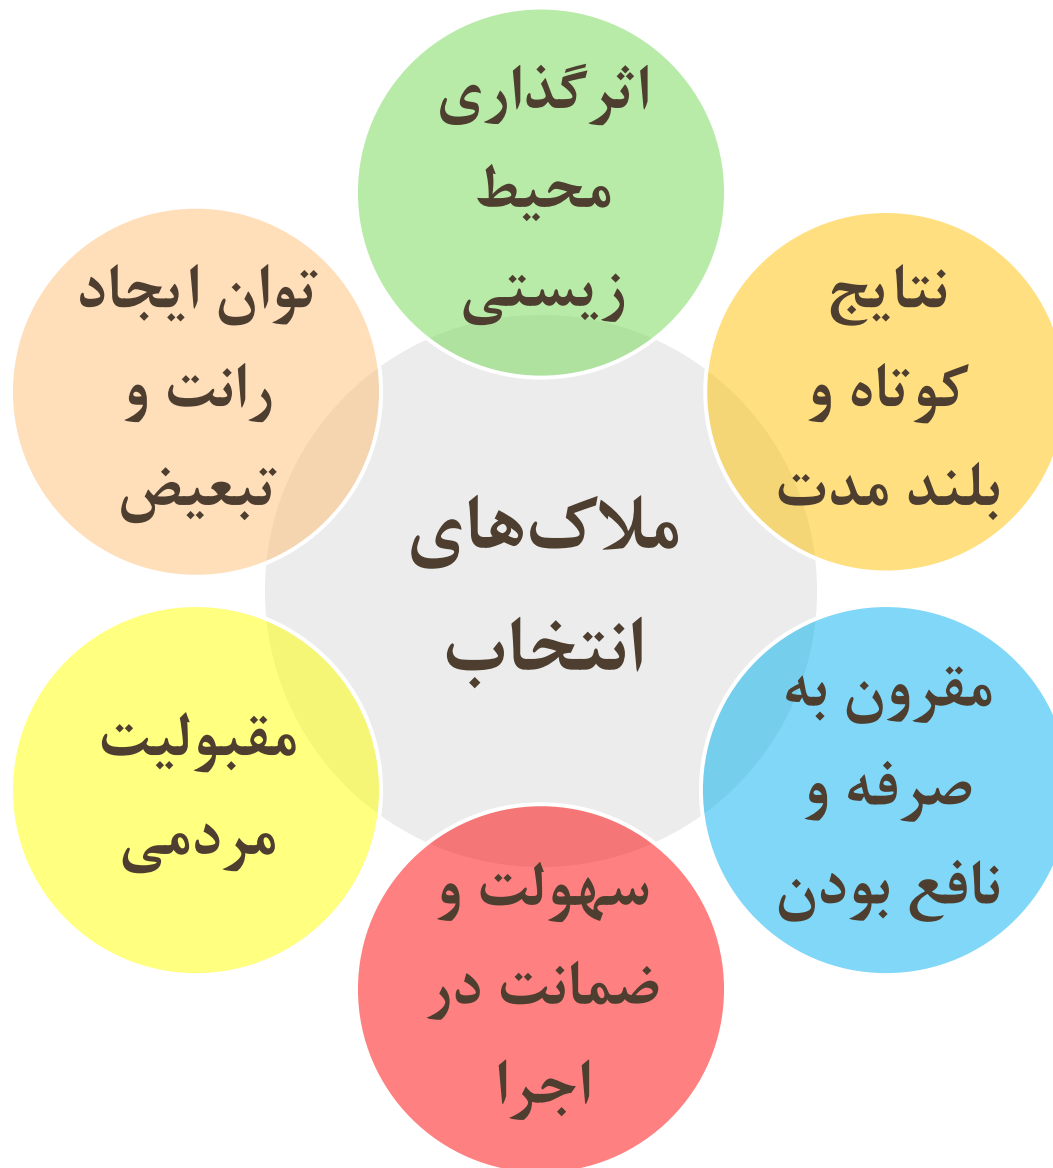 اثرگذاری
محیط
زیستی
نتایج
کوتاه و
بلند مدت
مقرون به
صرفه و
نافع بودن
سهولت و
ضمانت در
اجرا
مقبولیت
مردمی
توان ایجاد
رانت و
تبعیض
ملاک‌های
انتخاب